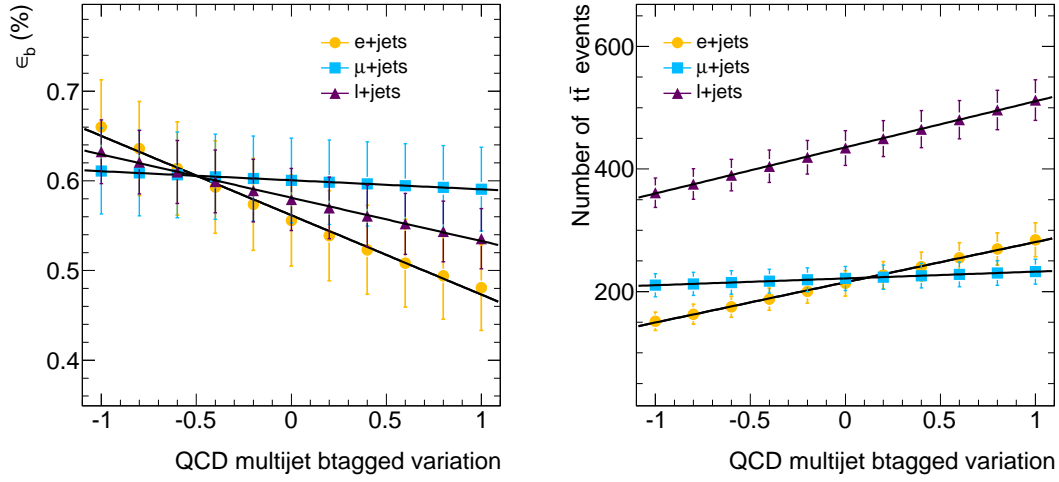 ϵb (%)
e+jets
μ+jets
l+jets
0.7
0.6
0.5
0.4
-1 -0.5 0 0.5 1
QCD multijet btagged variation
Number of tt̄ events
e+jets
μ+jets
l+jets
600
400
200
-1 -0.5 0 0.5 1
QCD multijet btagged variation